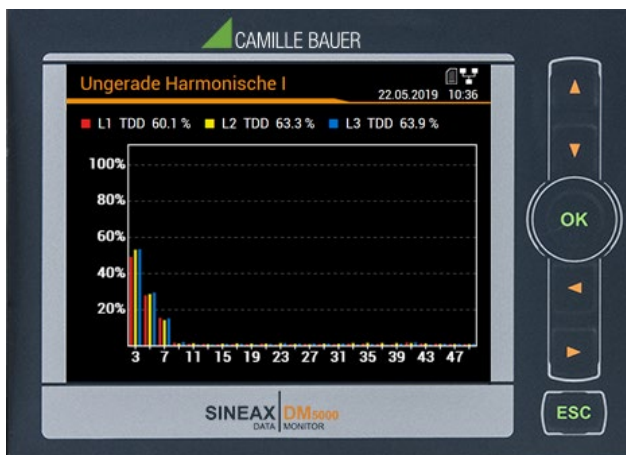 CAMILLE BAUER
Ungerade Harmonische I
22.05.2019 10:36
L1 TDD 60.1 % L2 TDD 63.3 % L3 TDD 63.9 %
100%
80%
60%
40%
20%
3 7 11 15 19 23 27 31 35 39 43 47
OK
ESC
SINEAX DM5000
DATA MONITOR